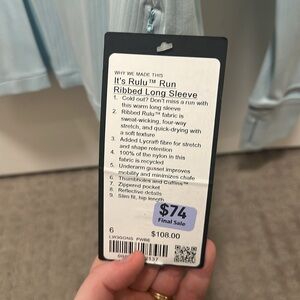 WHY WE MADE THIS
It's Rulu™ Run
Ribbed Long Sleeve
1. Cold out? Don't miss a run with
this warm long sleeve
2. Ribbed Rulu™ fabric is
sweat-wicking, four-way
stretch, and quick-drying with
a soft texture
3. Added Lycra® fibre for stretch
and shape retention
4. 100% of the nylon in this
fabric is recycled
5. Underarm gusset improves
mobility and minimizes chafe
6. Thumbholes and Cuffins™
7. Zippered pocket
8. Reflective details
9. Slim fit, hip length
$74
Final Sale
6 $108.00